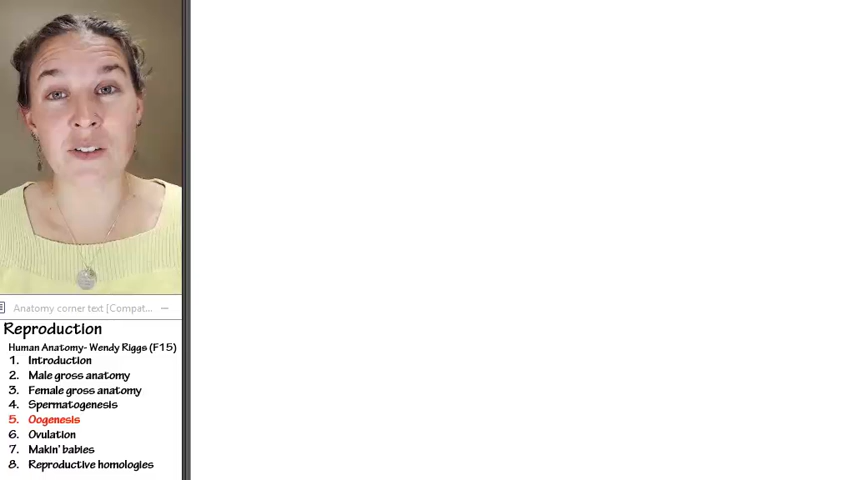 Anatomy corner text [Compat...
Reproduction
Human Anatomy- Wendy Riggs (F15)
1. Introduction
2. Male gross anatomy
3. Female gross anatomy
4. Spermatogenesis
5. Oogenesis
6. Ovulation
7. Makin' babies
8. Reproductive homologies